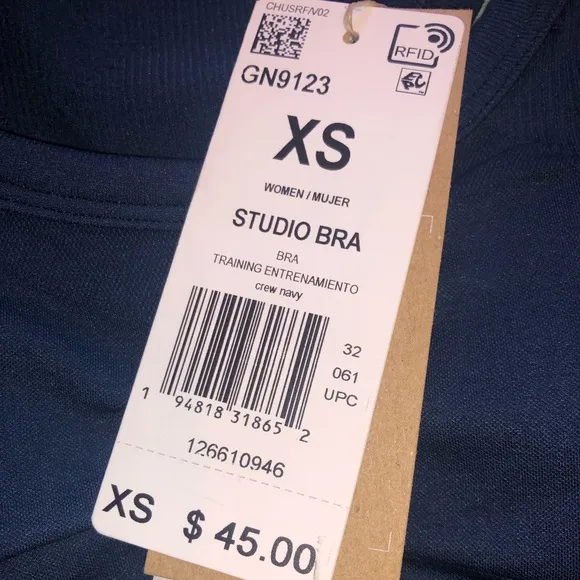 CHUSRF/V02
RFID
GN9123
XS
WOMEN / MUJER
STUDIO BRA
BRA
TRAINING ENTRENAMIENTO
crew navy
32
061
UPC
1 94818 31865 2
126610946
XS $ 45.00